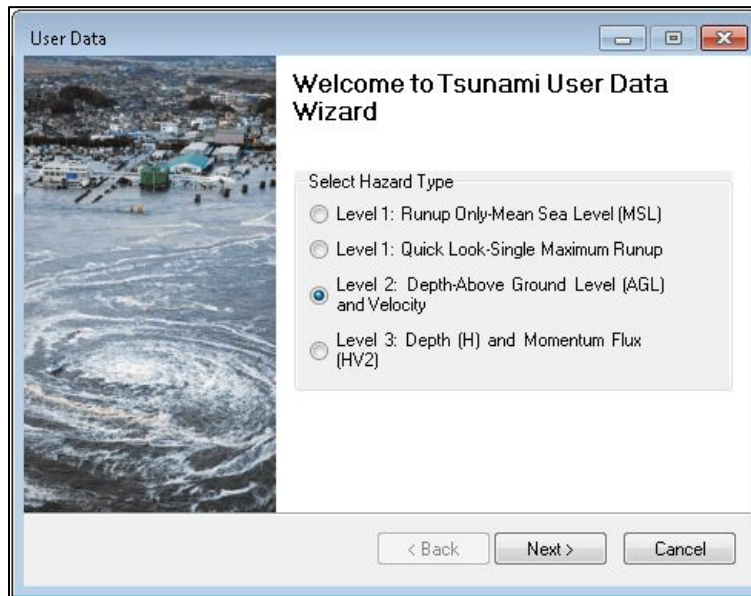 User Data
Welcome to Tsunami User Data
Wizard
Select Hazard Type
Level 1: Runup Only-Mean Sea Level (MSL)
Level 1: Quick Look-Single Maximum Runup
Level 2: Depth-Above Ground Level (AGL)
and Velocity
Level 3: Depth (H) and Momentum Flux
(HV2)
< Back
Next >
Cancel